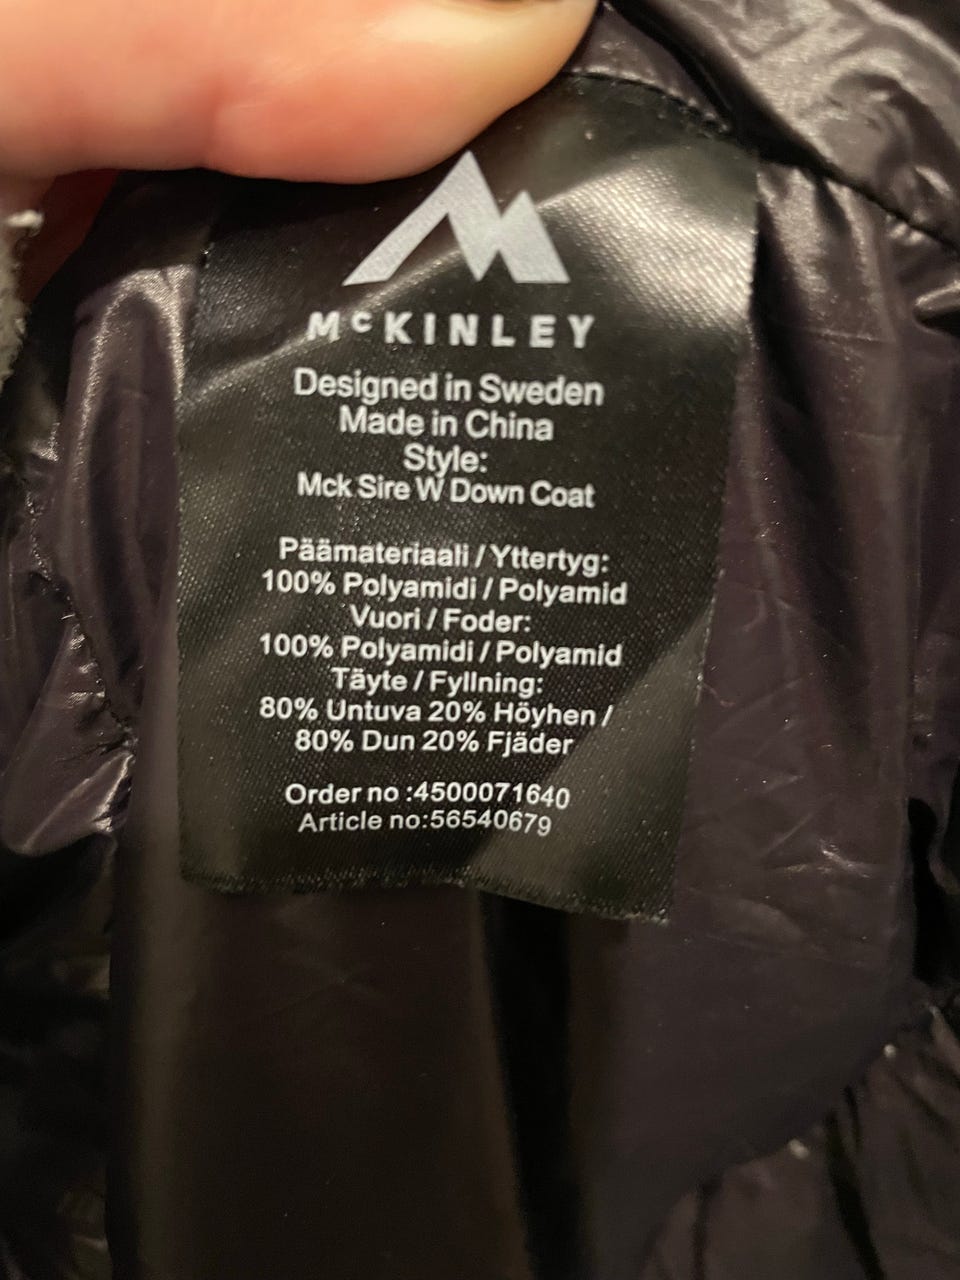 McKINLEY
Designed in Sweden
Made in China
Style:
Mck Sire W Down Coat
Päämateriaali / Yttertyg:
100% Polyamidi / Polyamid
Vuori / Foder:
100% Polyamidi / Polyamid
Täyte / Fyllning:
80% Untuva 20% Höyhen /
80% Dun 20% Fjäder
Order no :4500071640
Article no:56540679